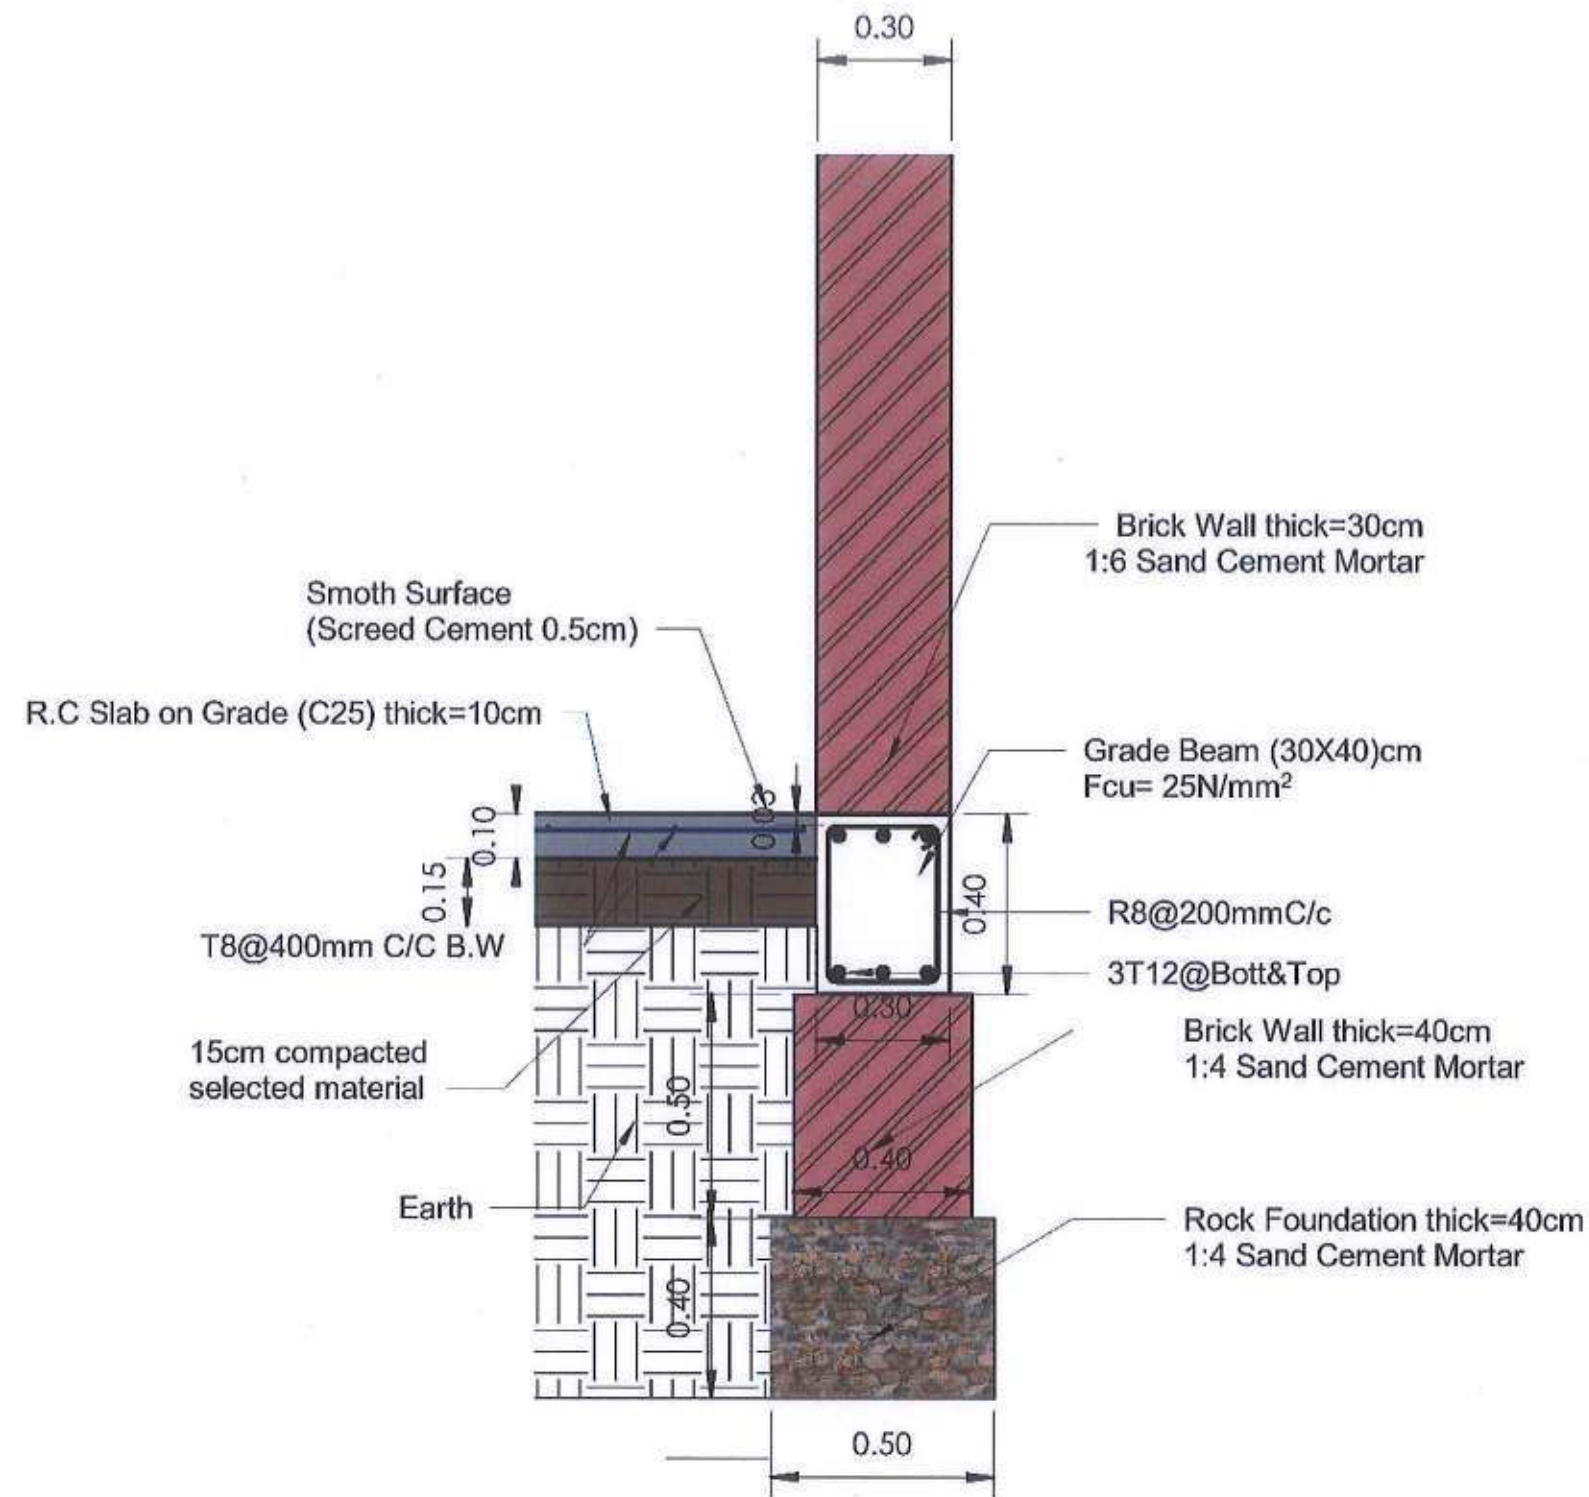 0.30
Brick Wall thick=30cm
1:6 Sand Cement Mortar
Smoth Surface
(Screed Cement 0.5cm)
R.C Slab on Grade (C25) thick=10cm
Grade Beam (30X40)cm
Fcu= 25N/mm²
0.03
0.10
0.15
0.40
R8@200mmC/c
T8@400mm C/C B.W
3T12@Bott&Top
0.30
Brick Wall thick=40cm
1:4 Sand Cement Mortar
15cm compacted
selected material
0.50
0.40
Earth
Rock Foundation thick=40cm
1:4 Sand Cement Mortar
0.40
0.50